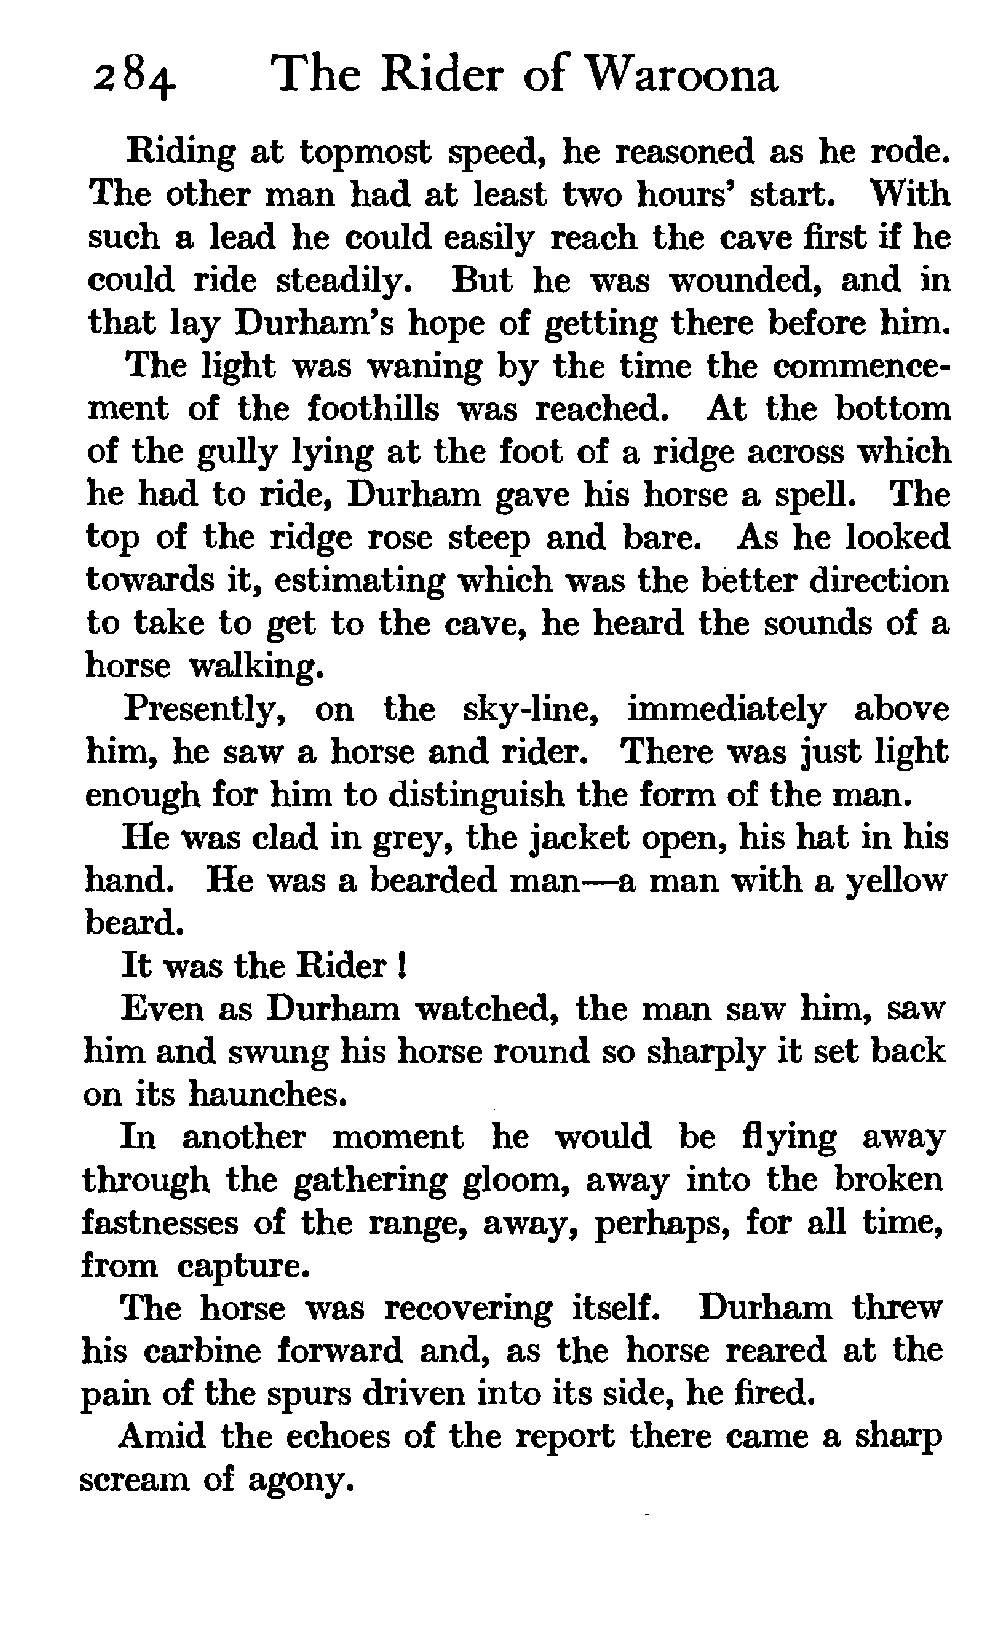 284 The Rider of Waroona
Riding at topmost speed, he reasoned as he rode.
The other man had at least two hours' start. With
such a lead he could easily reach the cave first if he
could ride steadily. But he was wounded, and in
that lay Durham's hope of getting there before him.
The light was waning by the time the commence-
ment of the foothills was reached. At the bottom
of the gully lying at the foot of a ridge across which
he had to ride, Durham gave his horse a spell. The
top of the ridge rose steep and bare. As he looked
towards it, estimating which was the better direction
to take to get to the cave, he heard the sounds of a
horse walking.
Presently, on the sky-line, immediately above
him, he saw a horse and rider. There was just light
enough for him to distinguish the form of the man.
He was clad in grey, the jacket open, his hat in his
hand. He was a bearded man—a man with a yellow
beard.
It was the Rider !
Even as Durham watched, the man saw him, saw
him and swung his horse round so sharply it set back
on its haunches.
In another moment he would be flying away
through the gathering gloom, away into the broken
fastnesses of the range, away, perhaps, for all time,
from capture.
The horse was recovering itself. Durham threw
his carbine forward and, as the horse reared at the
pain of the spurs driven into its side, he fired.
Amid the echoes of the report there came a sharp
scream of agony.